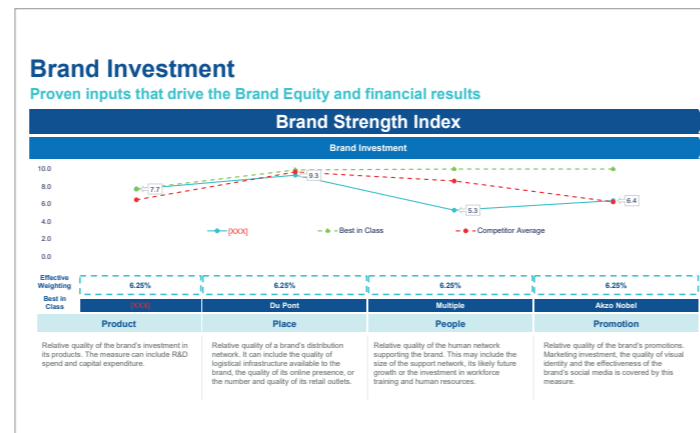 Brand Investment
Proven inputs that drive the Brand Equity and financial results
Brand Strength Index
Brand Investment
10.0
8.0
6.0
4.0
2.0
0.0
7.7
9.3
5.3
6.4
[XXX]
Best in Class
Competitor Average
Effective
Weighting
6.25%
6.25%
6.25%
6.25%
Best in
Class
[XXX]
Du Pont
Multiple
Akzo Nobel
Product
Place
People
Promotion
Relative quality of the brand's investment in
its products. The measure can include R&D
spend and capital expenditure.
Relative quality of a brand's distribution
network. It can include the quality of
logistical infrastructure available to the
brand, the quality of its online presence, or
the number and quality of its retail outlets.
Relative quality of the human network
supporting the brand. This may include the
size of the support network, its likely future
growth or the investment in workforce
training and human resources.
Relative quality of the brand's promotions.
Marketing investment, the quality of visual
identity and the effectiveness of the
brand's social media is covered by this
measure.